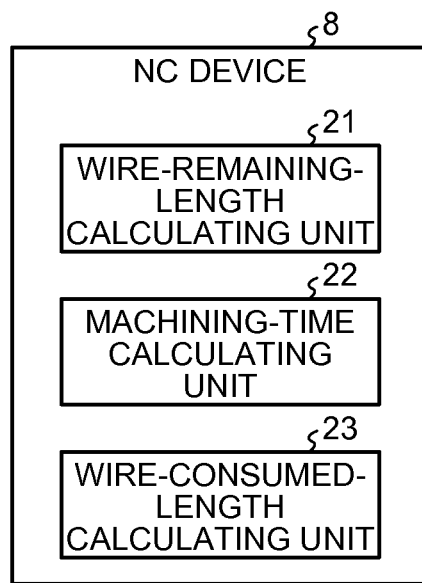 8
NC DEVICE
21
WIRE-REMAINING-
LENGTH
CALCULATING UNIT
22
MACHINING-TIME
CALCULATING
UNIT
23
WIRE-CONSUMED-
LENGTH
CALCULATING UNIT